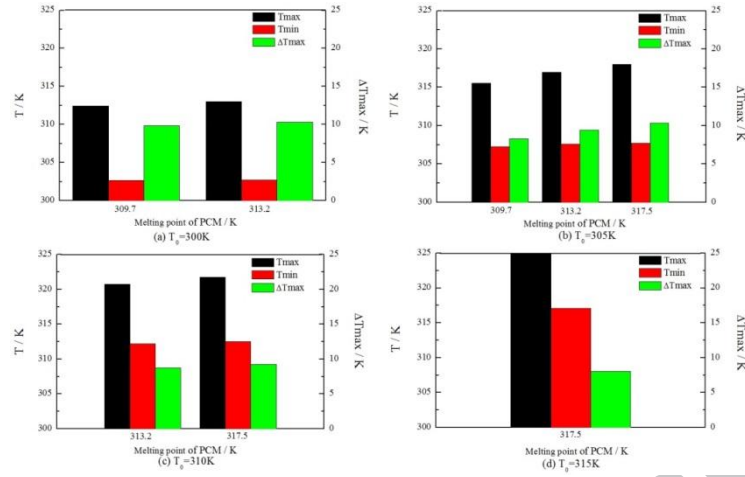 325
320
315
310
305
300
T / K
25
20
15
10
5
0
ΔTmax / K
Tmax
Tmin
ΔTmax
309.7 313.2
Melting point of PCM / K
(a) T₀=300K
325
320
315
310
305
300
T / K
25
20
15
10
5
0
ΔTmax / K
Tmax
Tmin
ΔTmax
309.7 313.2 317.5
Melting point of PCM / K
(b) T₀=305K
325
320
315
310
305
300
T / K
25
20
15
10
5
0
ΔTmax / K
Tmax
Tmin
ΔTmax
313.2 317.5
Melting point of PCM / K
(c) T₀=310K
325
320
315
310
305
300
T / K
25
20
15
10
5
0
ΔTmax / K
Tmax
Tmin
ΔTmax
317.5
Melting point of PCM / K
(d) T₀=315K